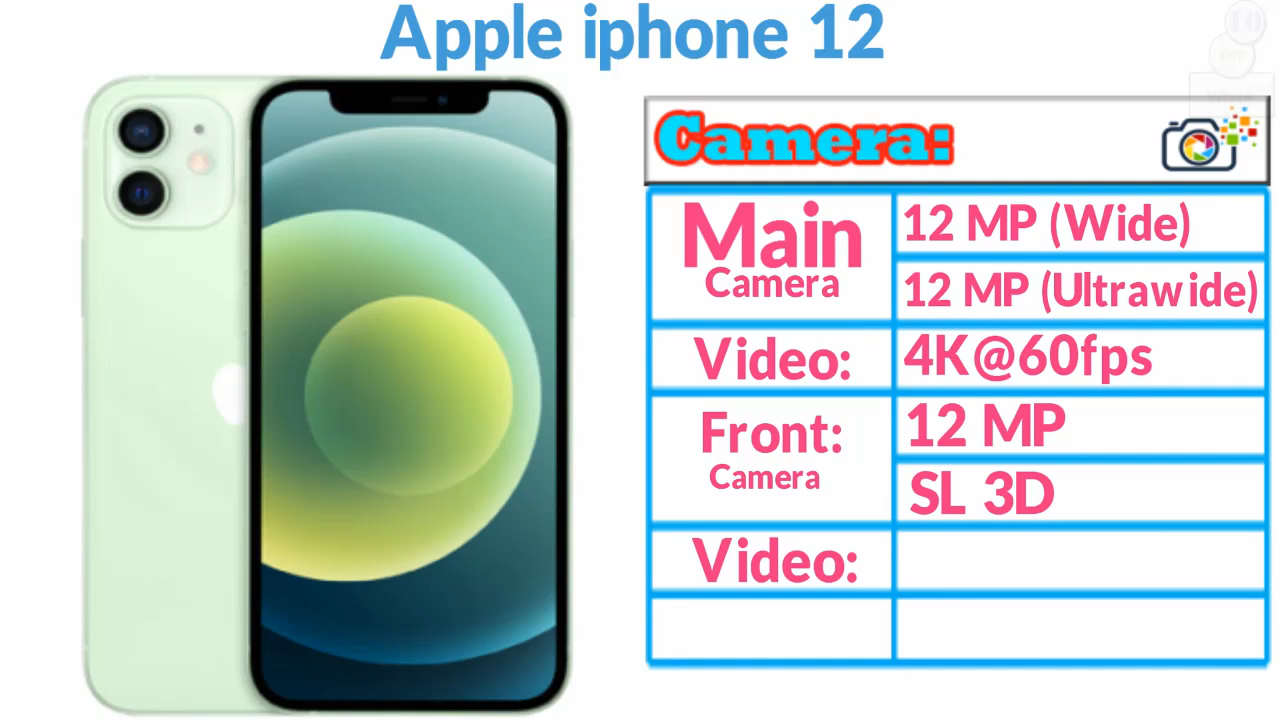 Apple iphone 12
Camera:
Main
Camera
12 MP (Wide)
12 MP (Ultrawide)
Video:
4K@60fps
Front:
Camera
12 MP
SL 3D
Video: